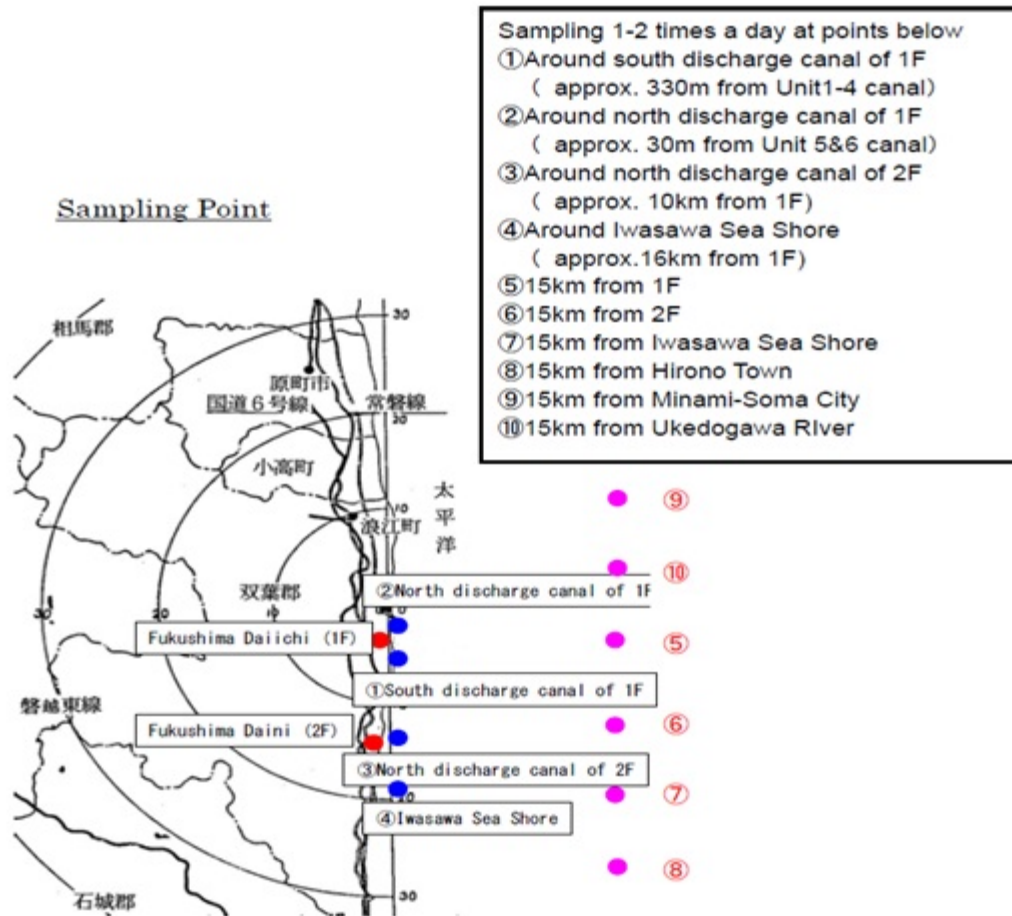 Sampling 1-2 times a day at points below
①Around south discharge canal of 1F
( approx. 330m from Unit1-4 canal)
②Around north discharge canal of 1F
( approx. 30m from Unit 5&6 canal)
③Around north discharge canal of 2F
( approx. 10km from 1F)
④Around Iwasawa Sea Shore
( approx.16km from 1F)
⑤15km from 1F
⑥15km from 2F
⑦15km from Iwasawa Sea Shore
⑧15km from Hirono Town
⑨15km from Minami-Soma City
⑩15km from Ukedogawa RIver
Sampling Point
30
相馬郡
原町市
国道6号線
常磐線
20
小高町
太平洋
10
浪江町
⑨
⑩
双葉郡
②North discharge canal of 1F
30
20
10
Fukushima Daiichi (1F)
⑤
①South discharge canal of 1F
磐越東線
Fukushima Daini (2F)
⑥
③North discharge canal of 2F
⑦
④Iwasawa Sea Shore
⑧
石城郡
30